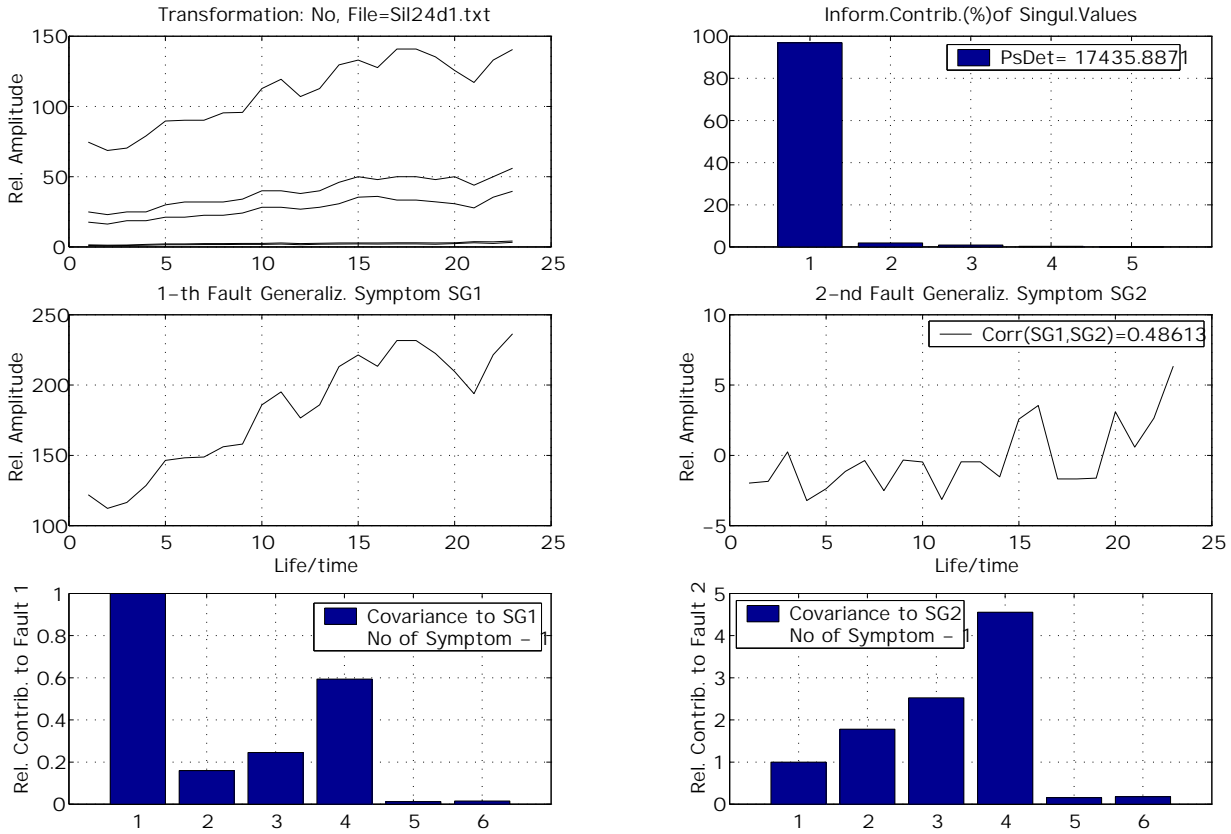 Transformation: No, File=Sil24d1.txt
150
100
50
0
Rel. Amplitude
0 5 10 15 20 25
Inform.Contrib.(%)of Singul.Values
100
80
60
40
20
0
PsDet= 17435.8871
1 2 3 4 5
1-th Fault Generaliz. Symptom SG1
250
200
150
100
Rel. Amplitude
0 5 10 15 20 25
Life/time
2-nd Fault Generaliz. Symptom SG2
10
5
0
-5
Rel. Amplitude
Corr(SG1,SG2)=0.48613
0 5 10 15 20 25
Life/time
1
0.8
0.6
0.4
0.2
0
Rel. Contrib. to Fault 1
Covariance to SG1
No of Symptom - 1
1 2 3 4 5 6
5
4
3
2
1
0
Rel. Contrib. to Fault 2
Covariance to SG2
No of Symptom - 1
1 2 3 4 5 6